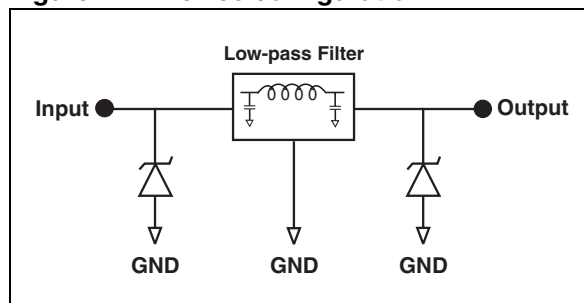 Low-pass Filter
Input
Output
GND
GND
GND